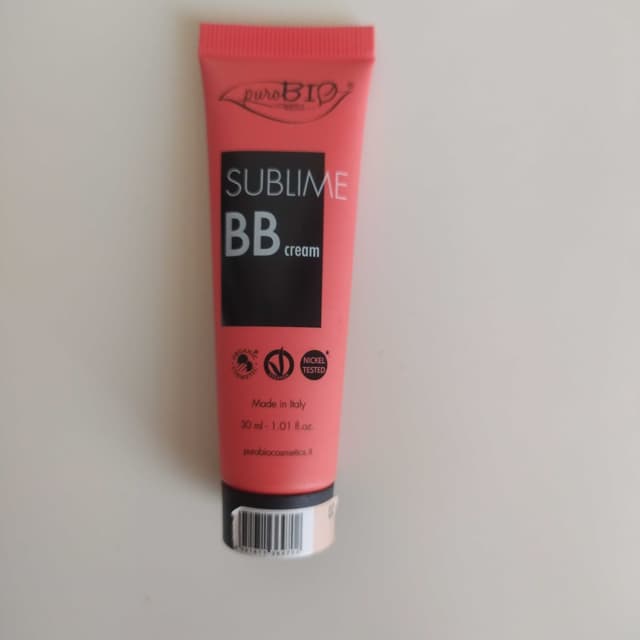 puroBIO
SUBLIME
BB cream
NICKEL
TESTED
Made in Italy
30 ml - 1.01 fl.oz.
purobiocosmetics.it